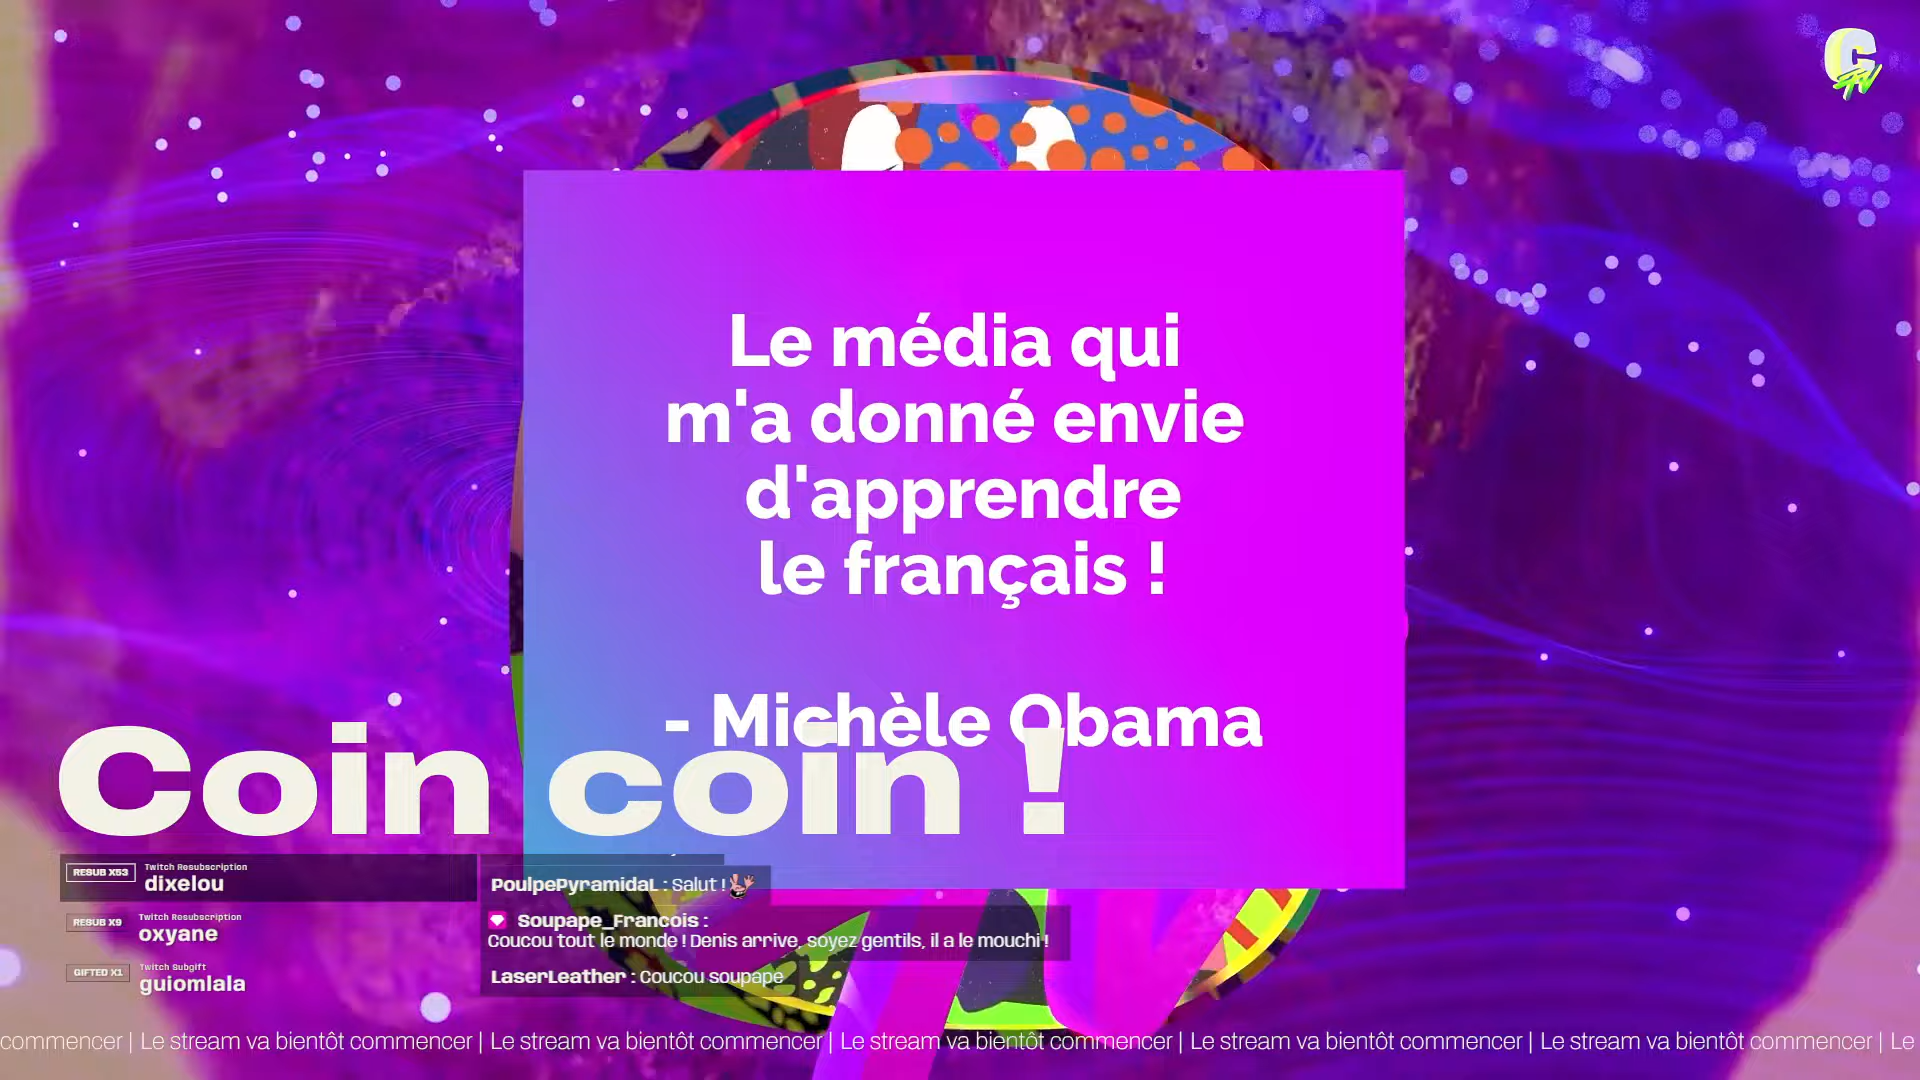 C
TV
Le média qui
m'a donné envie
d'apprendre
le français !
- Michèle Obama
Coin coin !
RESUB X53
Twitch Resubscription
dixelou
RESUB X9
Twitch Resubscription
oxyane
GIFTED X1
Twitch Subgift
guiomlala
PoulpePyramidaL : Salut !
Soupape_Francois :
Coucou tout le monde ! Denis arrive, soyez gentils, il a le mouchi !
LaserLeather : Coucou soupape
commencer | Le stream va bientôt commencer | Le stream va bientôt commencer | Le stream va bientôt commencer | Le stream va bientôt commencer | Le stream va bientôt commencer | Le